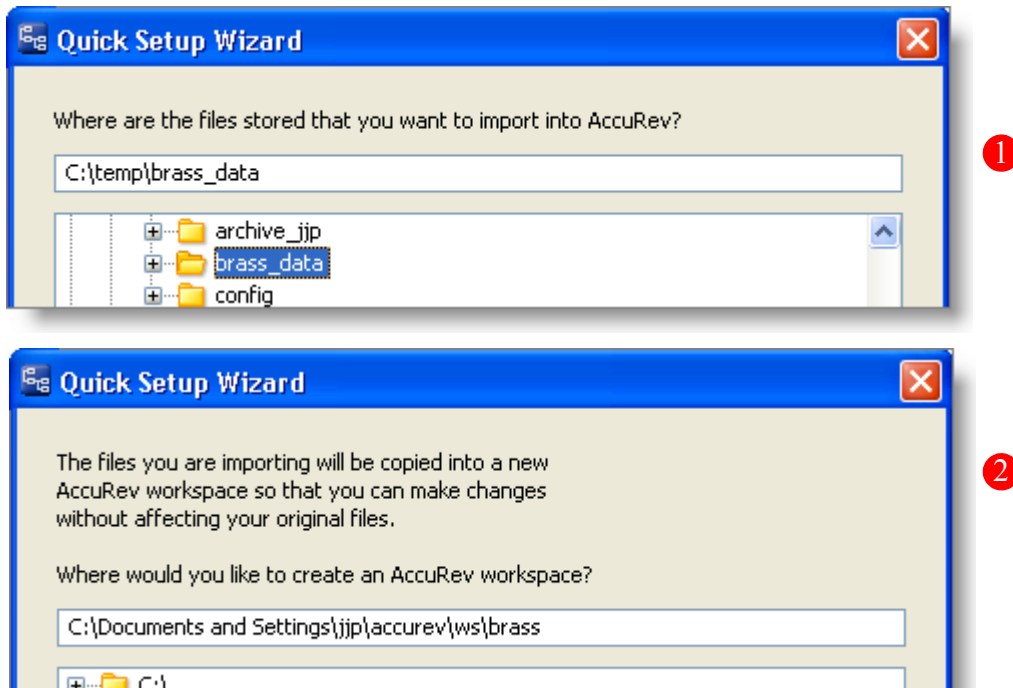 Quick Setup Wizard
Where are the files stored that you want to import into AccuRev?
1
C:\temp\brass_data
archive_jjp
brass_data
config
Quick Setup Wizard
The files you are importing will be copied into a new
2
AccuRev workspace so that you can make changes
without affecting your original files.
Where would you like to create an AccuRev workspace?
C:\Documents and Settings\jjp\accurev\ws\brass
C:\